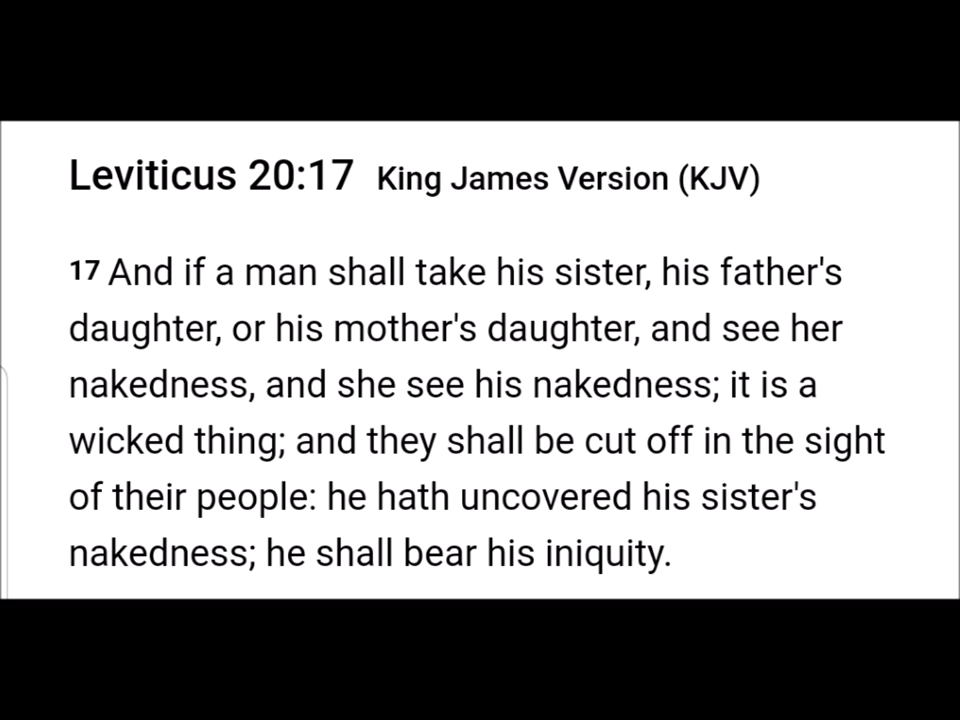 Leviticus 20:17 King James Version (KJV)
17 And if a man shall take his sister, his father's
daughter, or his mother's daughter, and see her
nakedness, and she see his nakedness; it is a
wicked thing; and they shall be cut off in the sight
of their people: he hath uncovered his sister's
nakedness; he shall bear his iniquity.